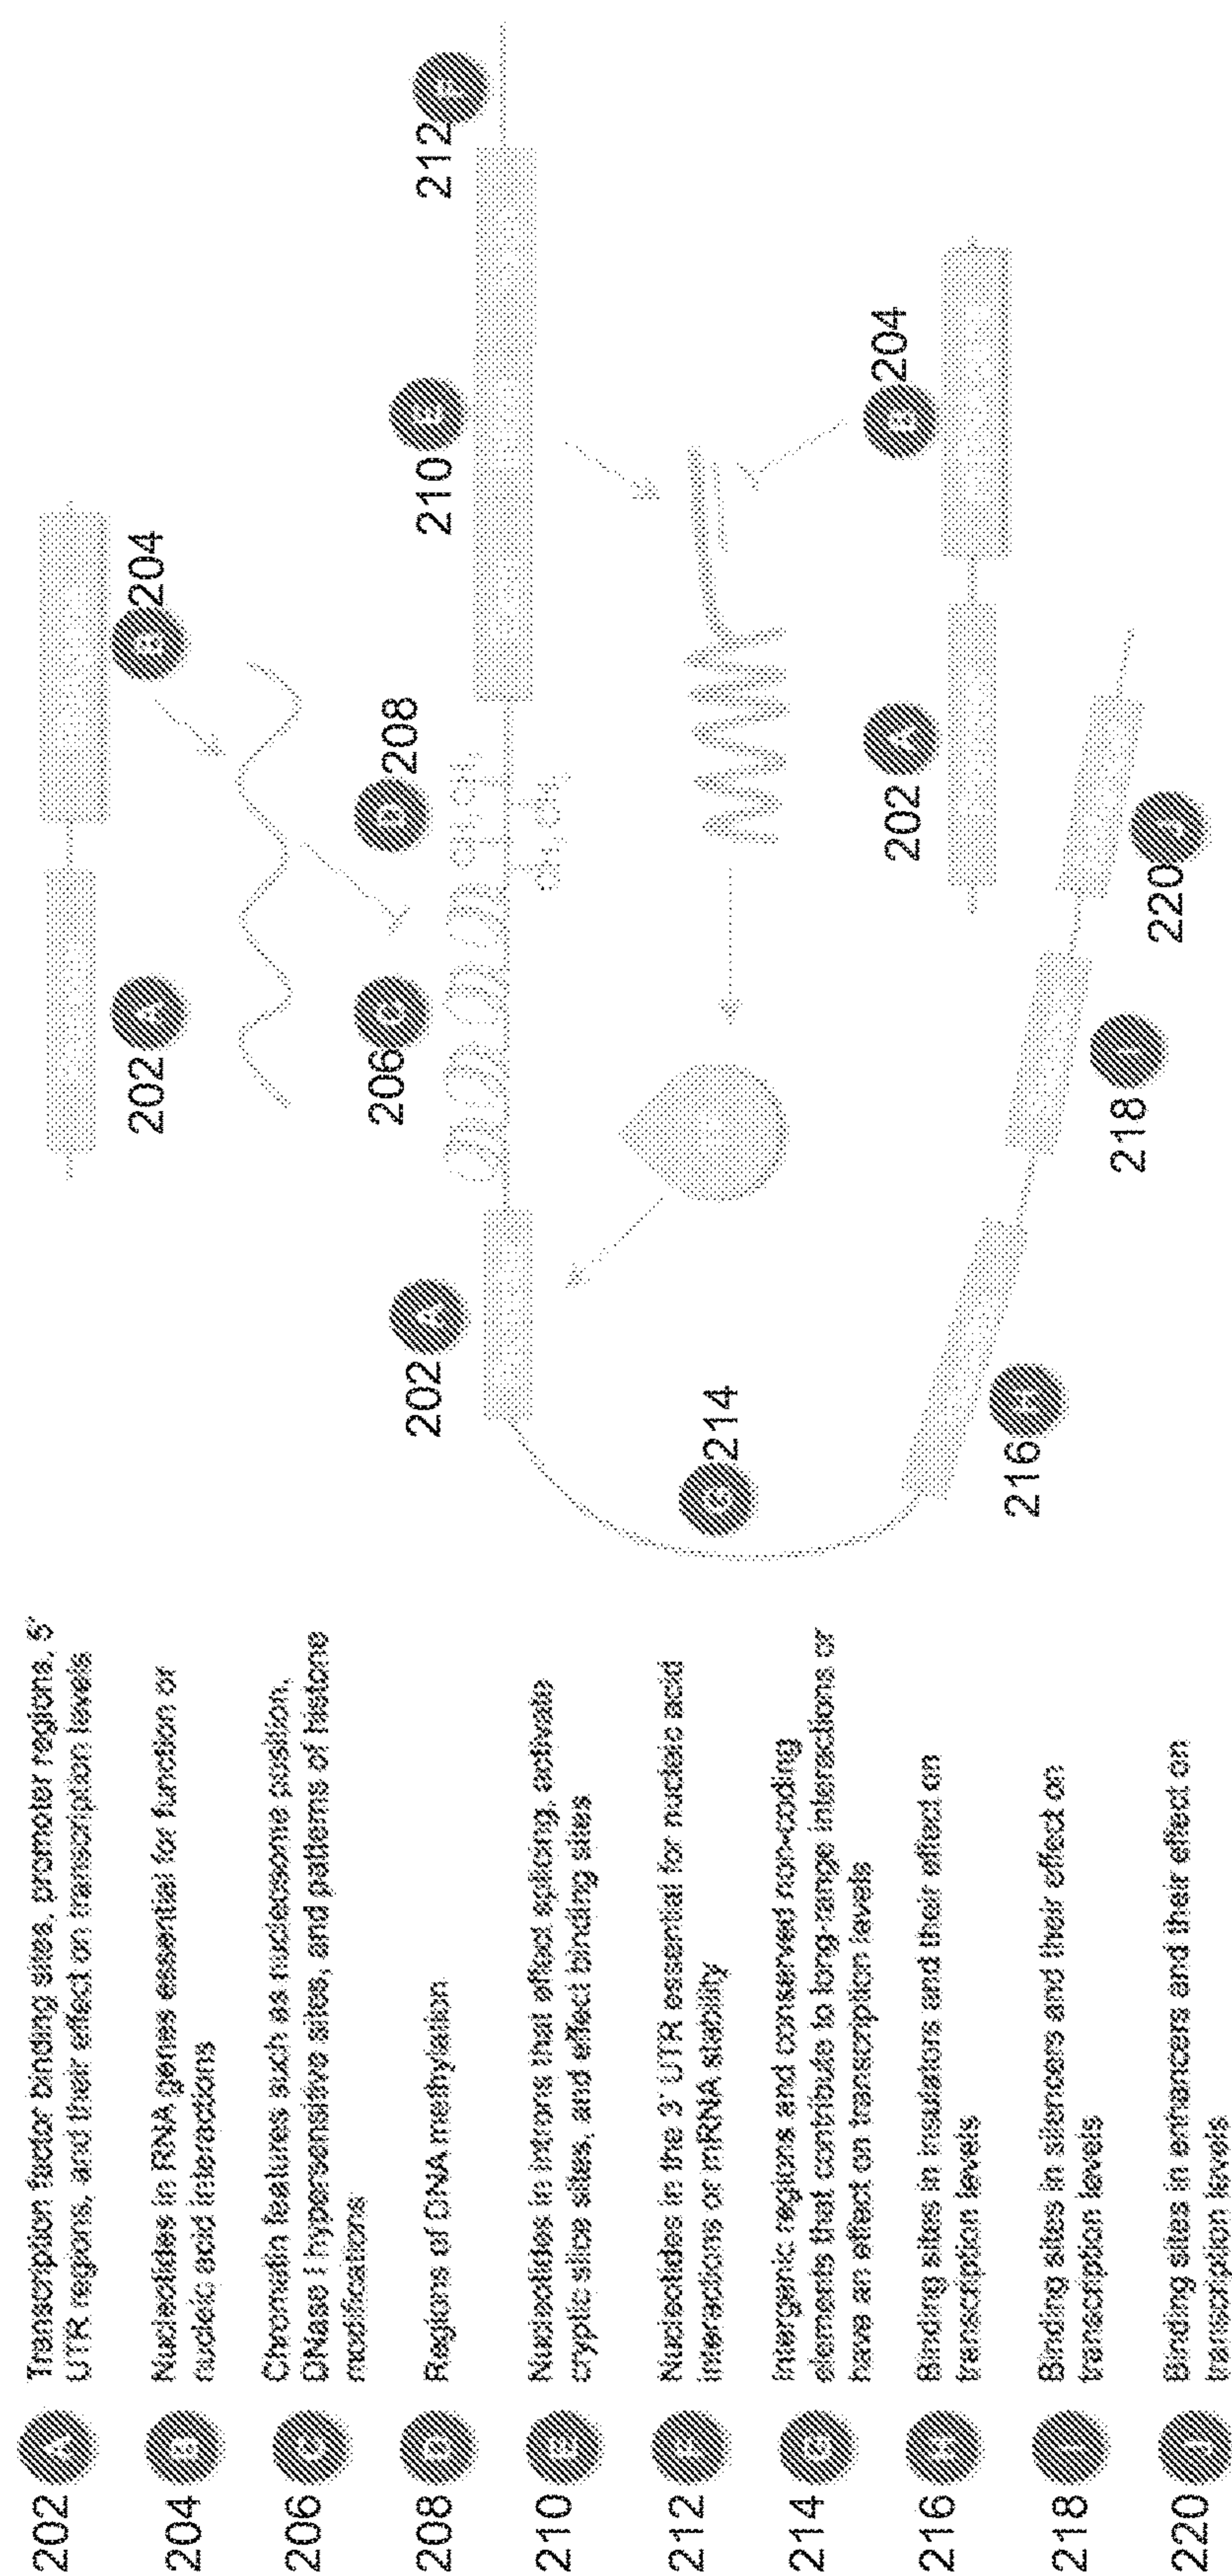 202 A Transcription factor binding sites, promoter regions, 5'
UTR regions, and their effect on transcription levels
204 B Nucleotides in RNA genes essential for function or
nucleic acid interactions
206 C Chromatin features such as nucleosome position,
DNase I hypersensitive sites, and patterns of histone
modifications
208 D Regions of DNA methylation
210 E Nucleotides in introns that effect splicing, activate
cryptic slice sites, and effect binding sites
212 F Nucleotides in the 3' UTR essential for nucleic acid
interactions or mRNA stability
214 G Intergenic regions and conserved non-coding
elements that contribute to long-range interactions or
have an effect on transcription levels
216 H Binding sites in insulators and their effect on
transcription levels
218 I Binding sites in silencers and their effect on
transcription levels
220 J Binding sites in enhancers and their effect on
transcription levels
202 A
B 204
206 C
D 208
202 A
210 E
212 F
G 214
202 A
B 204
216 H
218 I
220 J
CH₃ CH₃
CH₃ CH₃